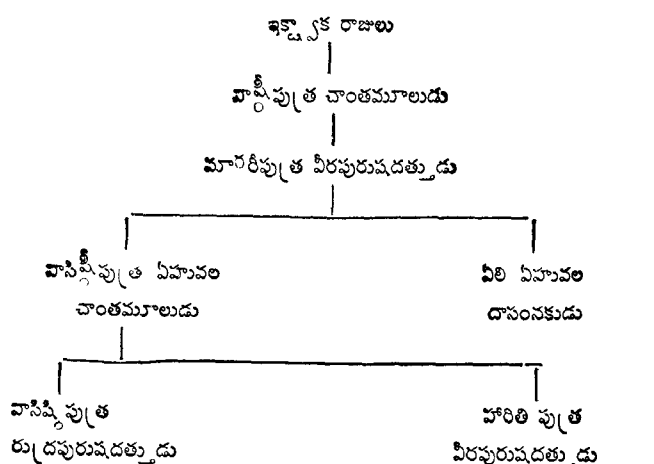 ఇక్ష్వాక రాజులు
వాష్ఠీపుత్ర చాంతమూలుడు
మాఠరీపుత్ర వీరపురుషదత్తుడు
వాసిష్ఠీపుత్ర ఏహువల
చాంతమూలుడు
ఏలి ఏహువల
దాసంనకుడు
వాసిష్ఠిపుత్ర
రుద్రపురుషదత్తుడు
హారితి పుత్ర
వీరపురుషదత్తుడు